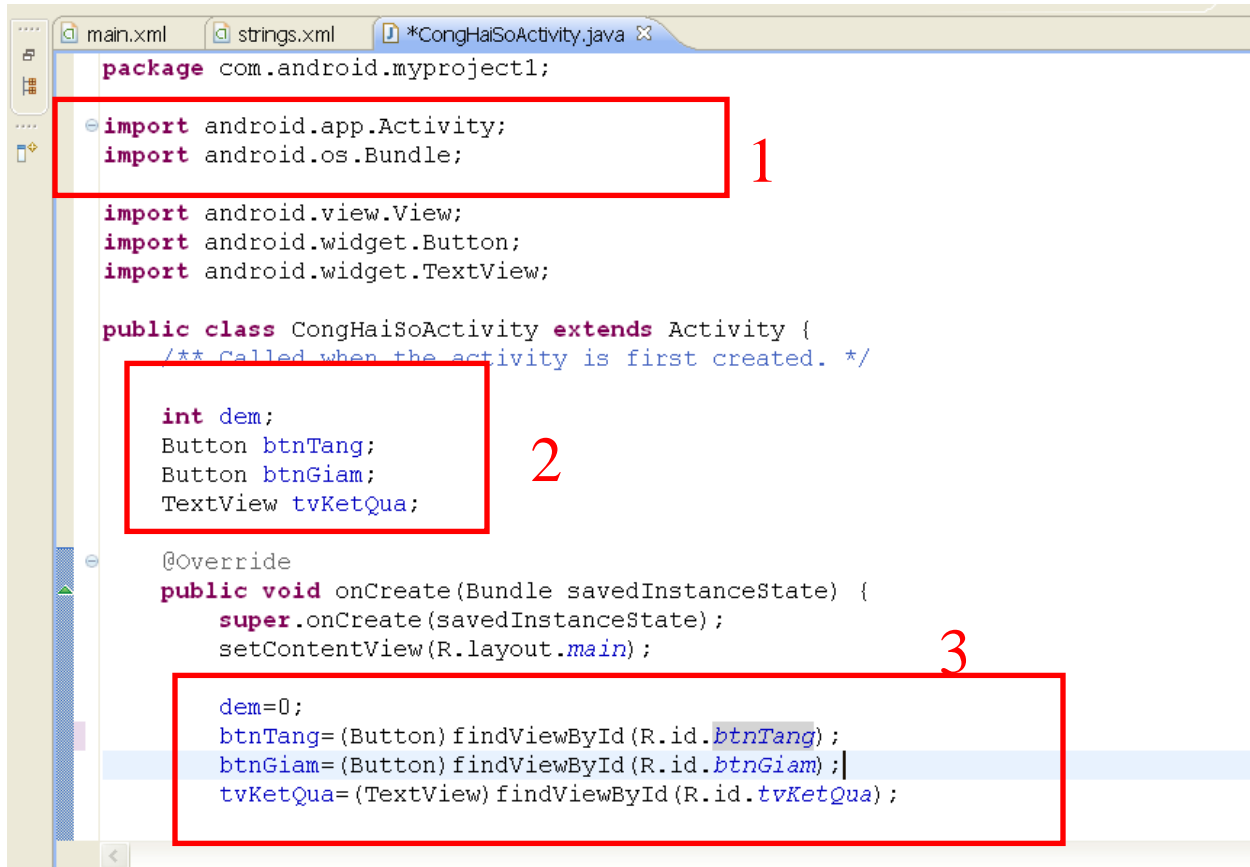 main.xml strings.xml *CongHaiSoActivity.java
package com.android.myproject1;
import android.app.Activity;
import android.os.Bundle;
1
import android.view.View;
import android.widget.Button;
import android.widget.TextView;
public class CongHaiSoActivity extends Activity {
/** Called when the activity is first created. */
int dem;
Button btnTang;
Button btnGiam;
TextView tvKetQua;
2
@Override
public void onCreate(Bundle savedInstanceState) {
super.onCreate(savedInstanceState);
setContentView(R.layout.main);
3
dem=0;
btnTang=(Button)findViewById(R.id.btnTang);
btnGiam=(Button)findViewById(R.id.btnGiam);
tvKetQua=(TextView)findViewById(R.id.tvKetQua);